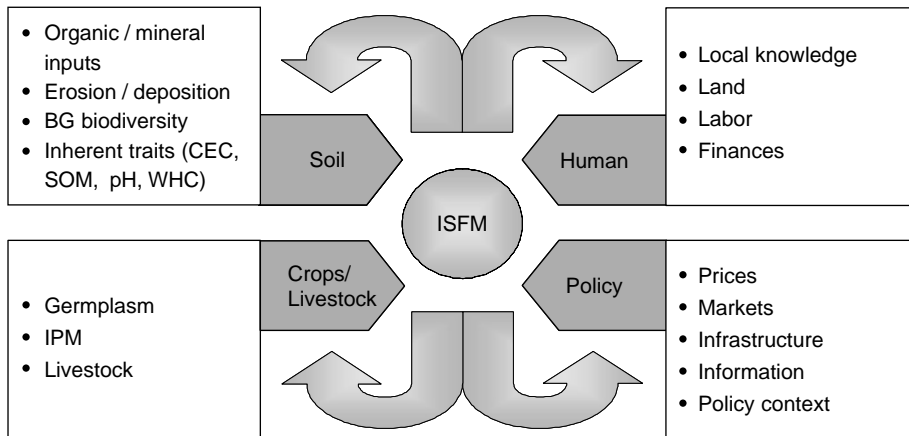 • Organic / mineral
inputs
• Erosion / deposition
• BG biodiversity
• Inherent traits (CEC,
SOM, pH, WHC)
Soil
Human
• Local knowledge
• Land
• Labor
• Finances
ISFM
• Germplasm
• IPM
• Livestock
Crops/
Livestock
Policy
• Prices
• Markets
• Infrastructure
• Information
• Policy context